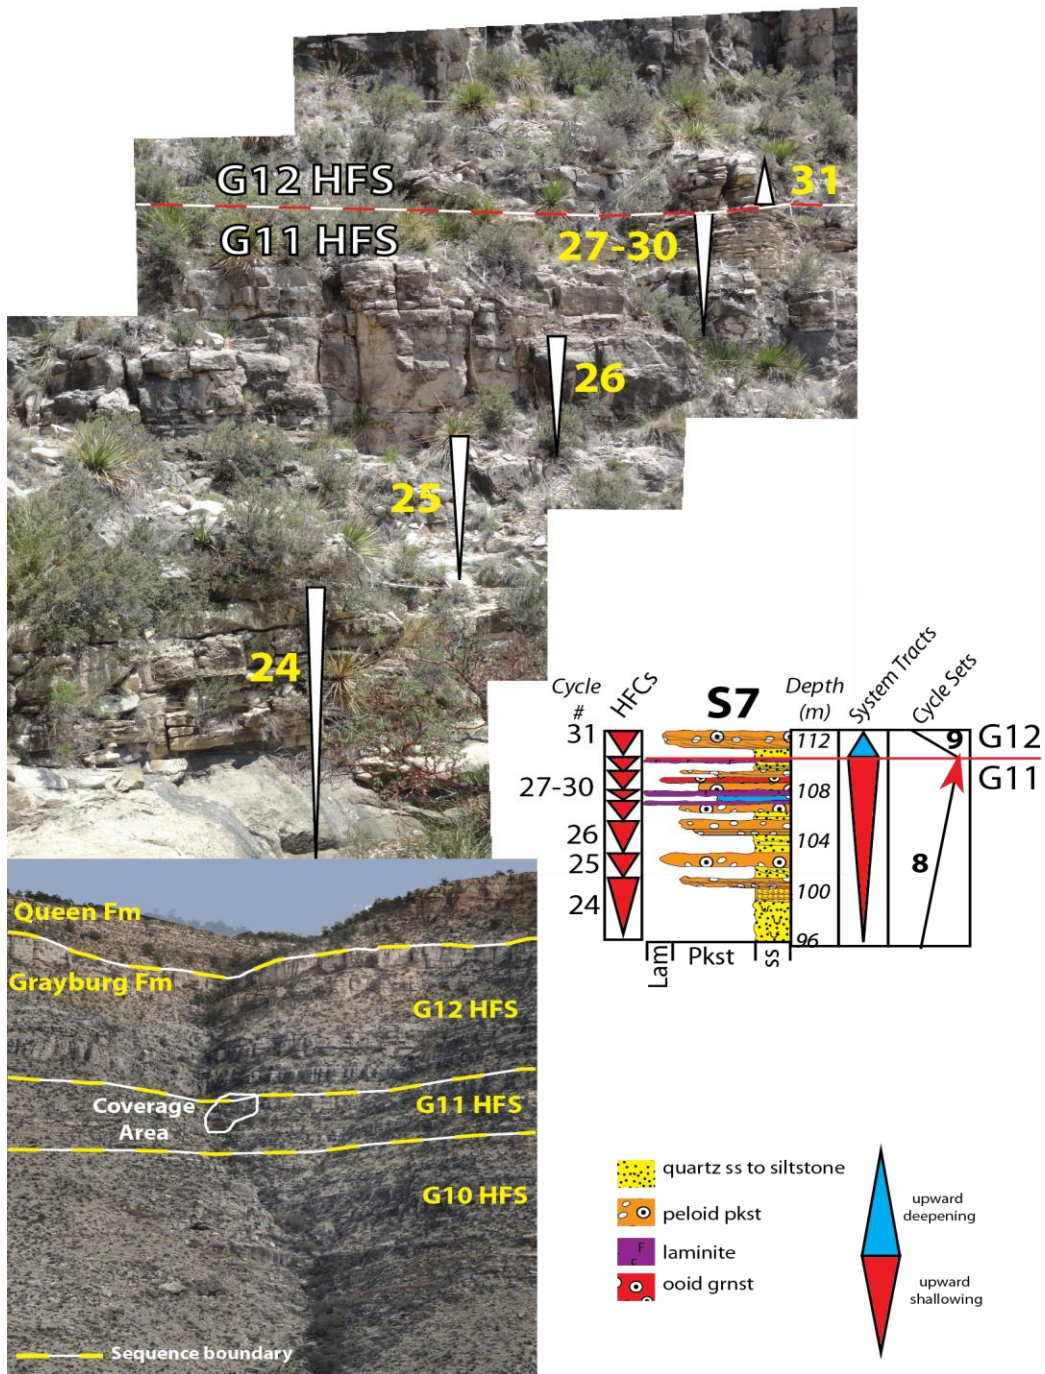 G12 HFS
31
G11 HFS
27-30
26
25
24
Cycle
#
HFCs
S7
Depth
(m)
System Tracts
Cycle Sets
31
112
9
G12
G11
27-30
108
26
104
25
8
100
24
96
Lam
Pkst
ss
Queen Fm
Grayburg Fm
G12 HFS
Coverage
Area
G11 HFS
G10 HFS
Sequence boundary
quartz ss to siltstone
peloid pkst
F
F
laminite
ooid grnst
upward
deepening
upward
shallowing